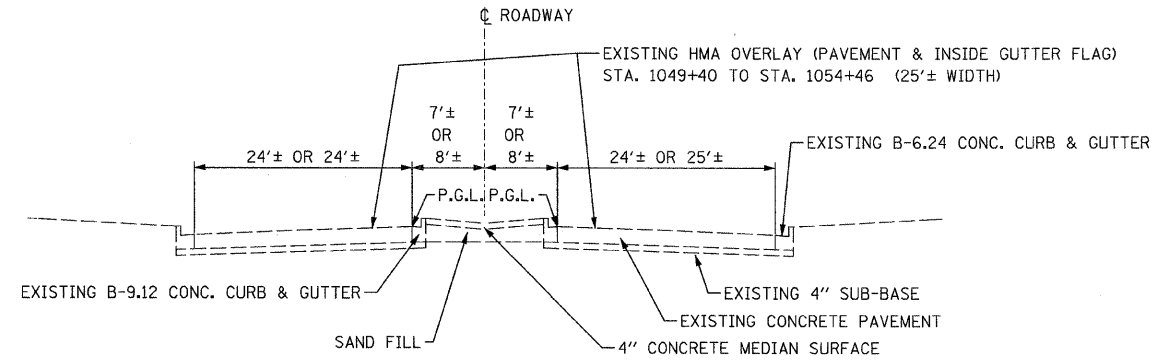 ℄ ROADWAY
EXISTING HMA OVERLAY (PAVEMENT & INSIDE GUTTER FLAG)
STA. 1049+40 TO STA. 1054+46 (25'± WIDTH)
7'± 7'±
OR OR
8'± 8'±
24'± OR 24'± 24'± OR 25'±
EXISTING B-6.24 CONC. CURB & GUTTER
P.G.L. P.G.L.
EXISTING B-9.12 CONC. CURB & GUTTER
EXISTING 4" SUB-BASE
EXISTING CONCRETE PAVEMENT
SAND FILL
4" CONCRETE MEDIAN SURFACE